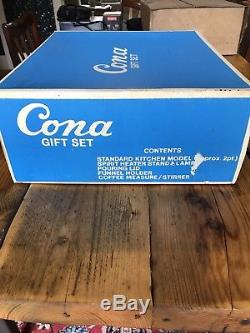 Cona
GIFT SET
Cona
GIFT SET
CONTENTS
STANDARD KITCHEN MODEL (approx. 2pt.)
SPIRIT HEATER STAND & LAMP
POURING LID
FUNNEL HOLDER
COFFEE MEASURE/STIRRER